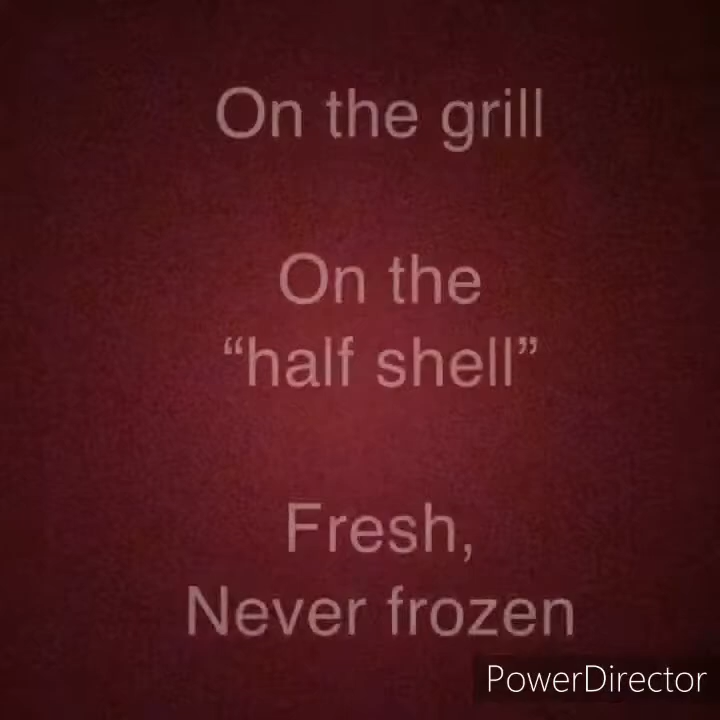 On the grill
On the
“half shell”
Fresh,
Never frozen
PowerDirector